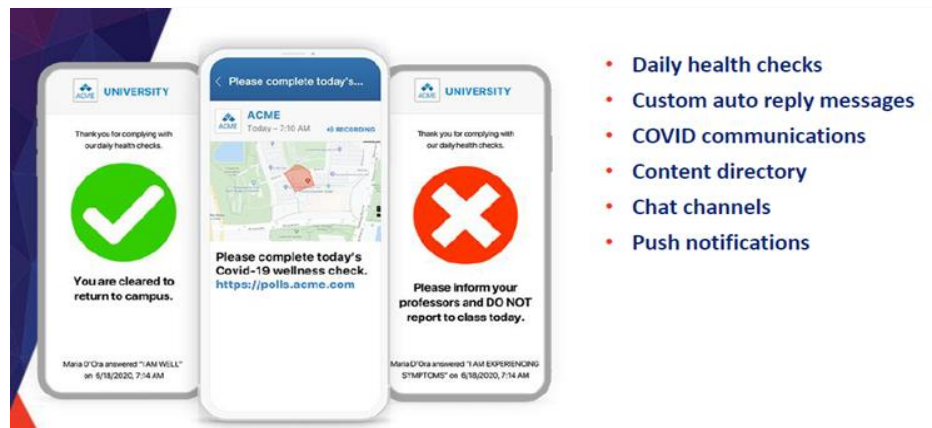 ACME UNIVERSITY
Thank you for complying with
our daily health checks.
You are cleared to
return to campus.
Maria D'Ora answered "I AM WELL"
on 6/18/2020, 7:14 AM
Please complete today's...
ACME
ACME
Today – 7:10 AM
RECORDING
Please complete today's
Covid-19 wellness check.
https://polls.acme.com
ACME UNIVERSITY
Thank you for complying with
our daily health checks.
Please inform your
professors and DO NOT
report to class today.
Maria D'Ora answered "I AM EXPERIENCING
SYMPTOMS" on 6/18/2020, 7:14 AM
• Daily health checks
• Custom auto reply messages
• COVID communications
• Content directory
• Chat channels
• Push notifications